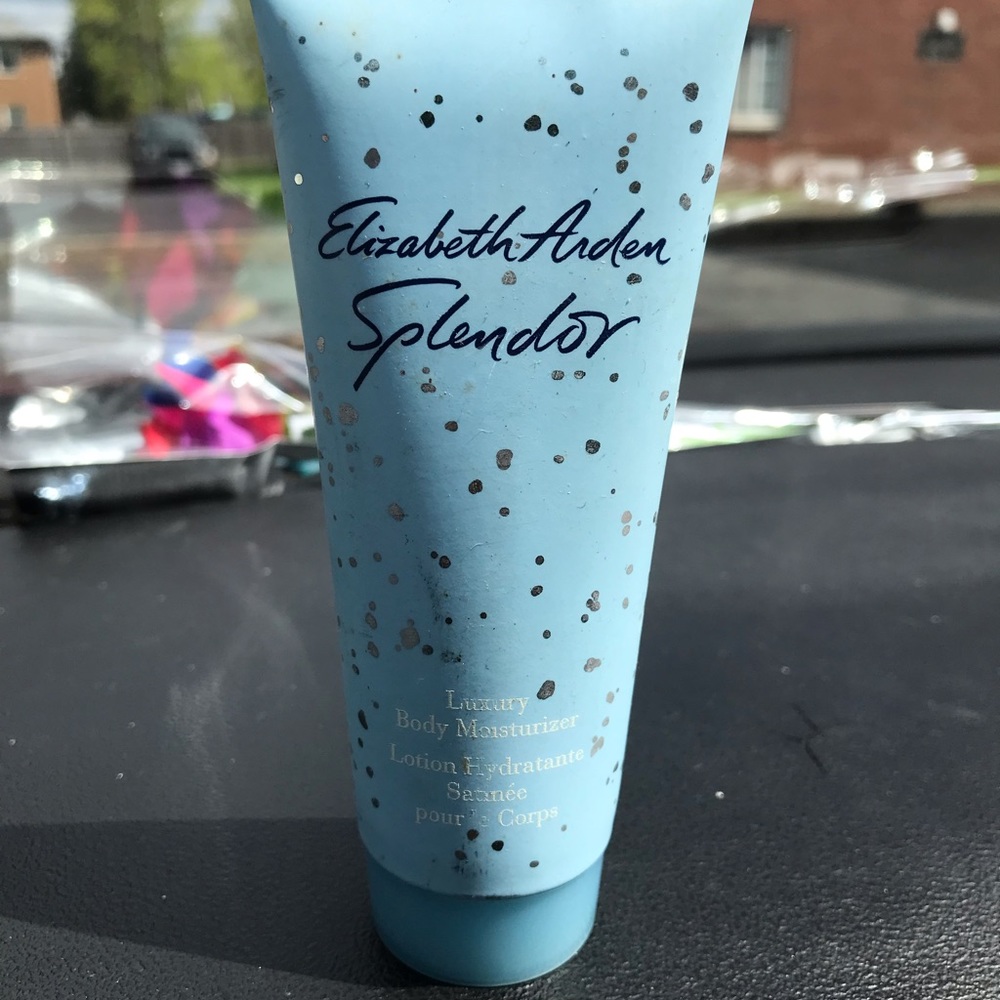 Elizabeth Arden
Splendor
Luxury
Body Moisturizer
Lotion Hydratante
Satinée
pour le Corps